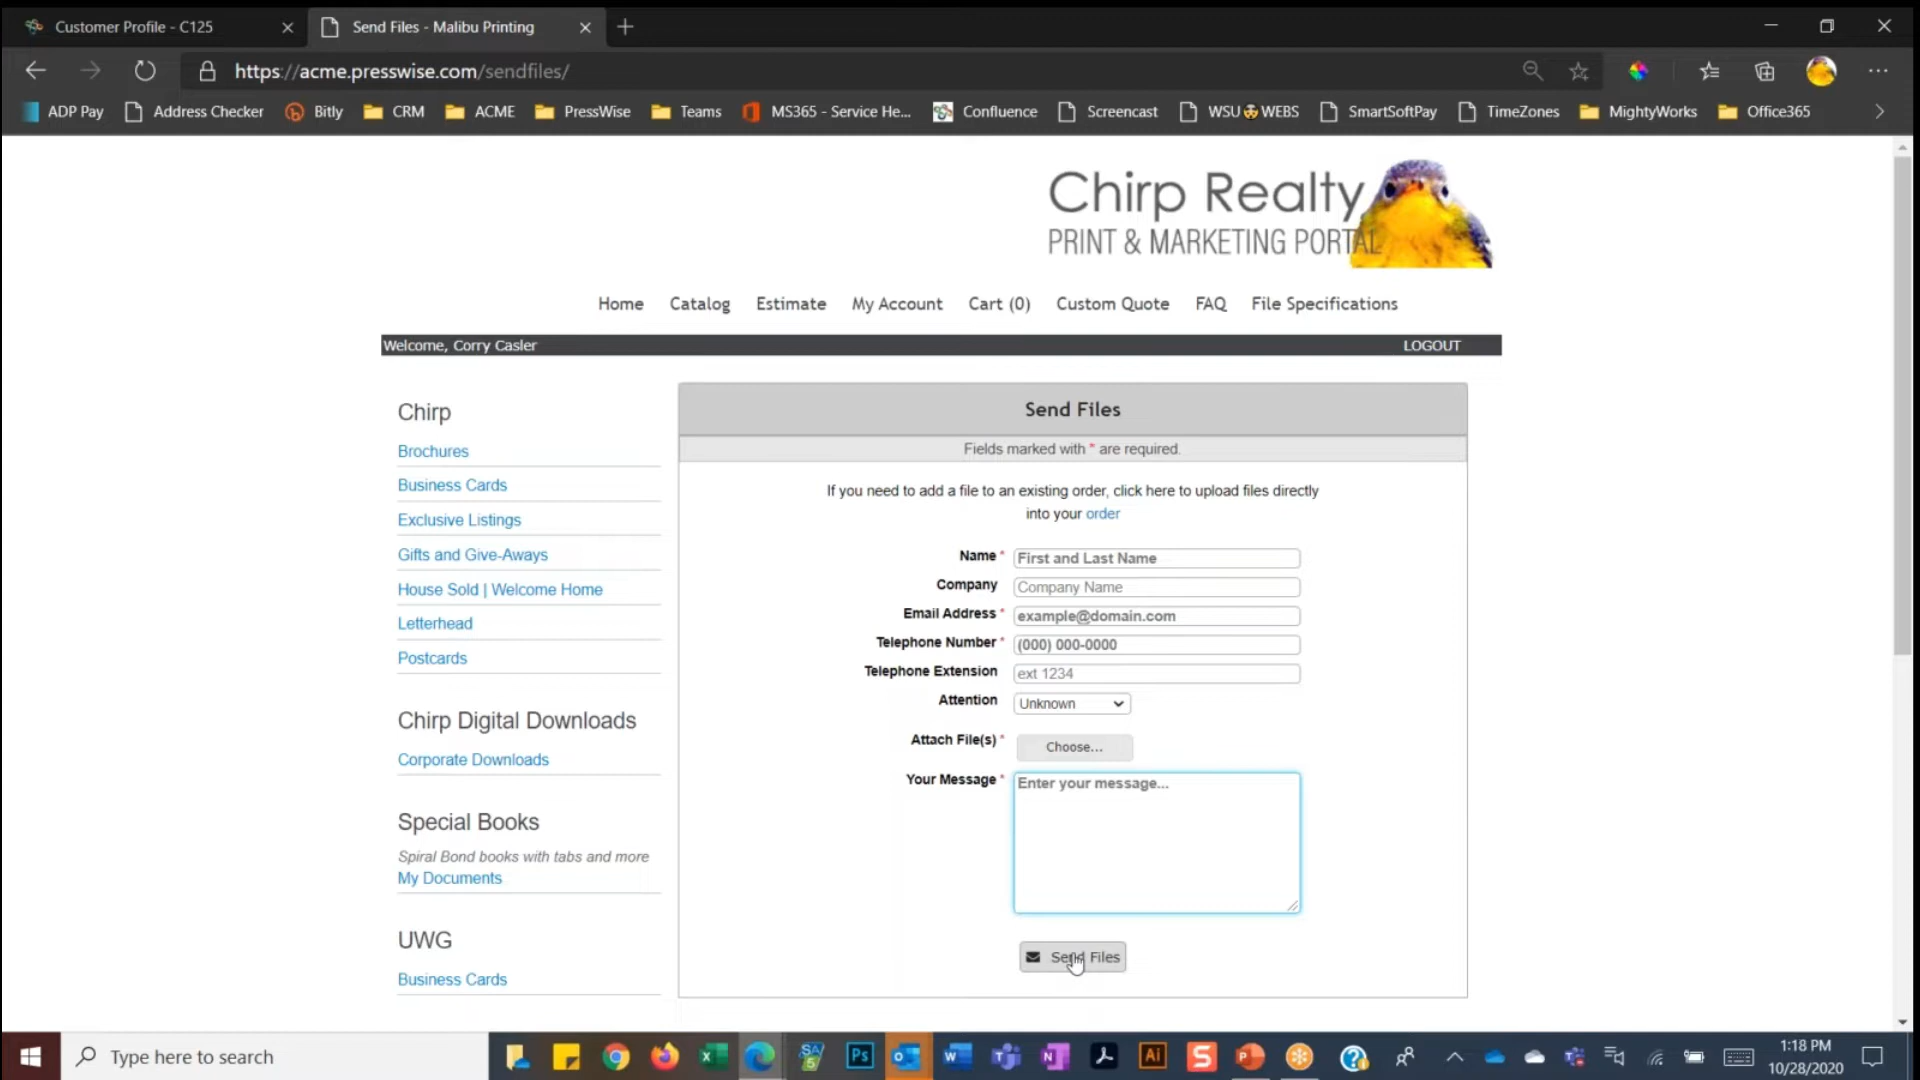 Customer Profile - C125
Send Files - Malibu Printing
https://acme.presswise.com/sendfiles/
ADP Pay
Address Checker
Bitly
CRM
ACME
PressWise
Teams
MS365 - Service He...
Confluence
Screencast
WSU WEBS
SmartSoftPay
TimeZones
MightyWorks
Office365
Chirp Realty
PRINT & MARKETING PORTAL
Home
Catalog
Estimate
My Account
Cart (0)
Custom Quote
FAQ
File Specifications
Welcome, Corry Casler
LOGOUT
Chirp
Brochures
Business Cards
Exclusive Listings
Gifts and Give-Aways
House Sold | Welcome Home
Letterhead
Postcards
Chirp Digital Downloads
Corporate Downloads
Special Books
Spiral Bond books with tabs and more
My Documents
UWG
Business Cards
Send Files
Fields marked with * are required.
If you need to add a file to an existing order, click here to upload files directly
into your order
Name *
First and Last Name
Company
Company Name
Email Address *
example@domain.com
Telephone Number *
(000) 000-0000
Telephone Extension
ext 1234
Attention
Unknown
Attach File(s) *
Choose...
Your Message *
Enter your message...
Send Files
Type here to search
1:18 PM
10/28/2020